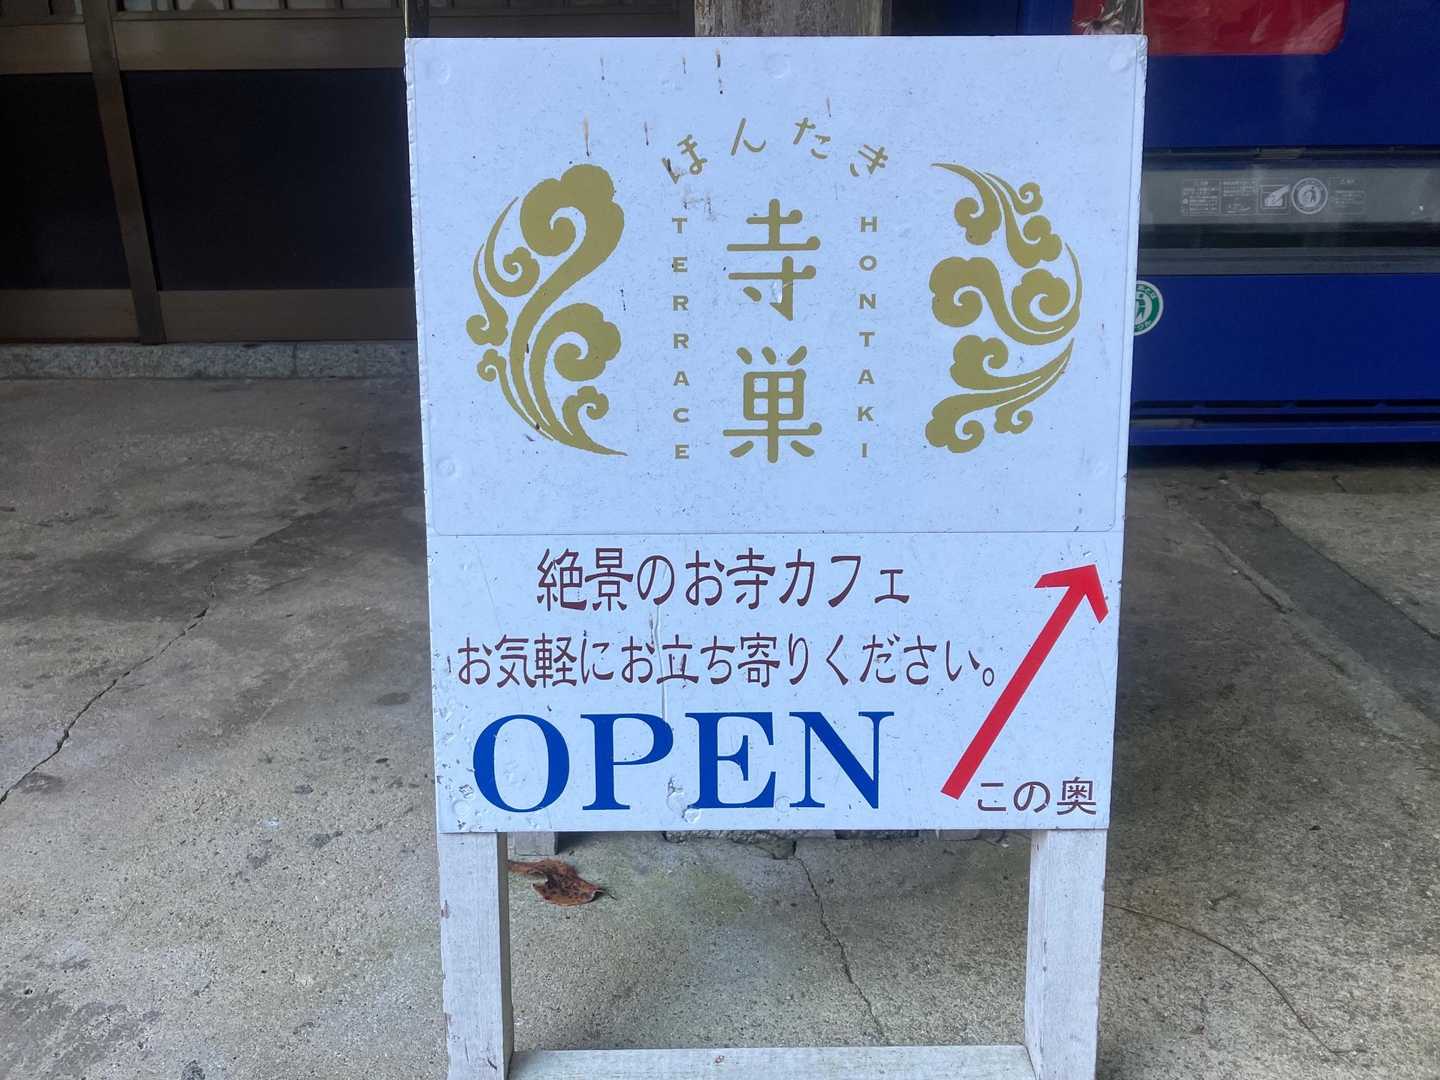 ほんたき
HONTAKI
寺巣
TERRACE
絶景のお寺カフェ
お気軽にお立ち寄りください。
OPEN
この奥